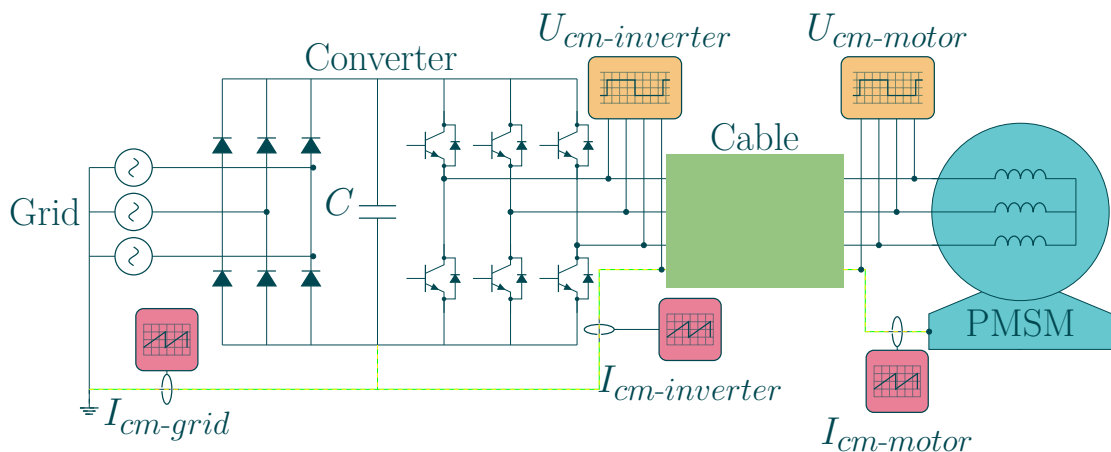 U_cm-inverter
U_cm-motor
Converter
Cable
C
Grid
PMSM
I_cm-inverter
I_cm-grid
I_cm-motor